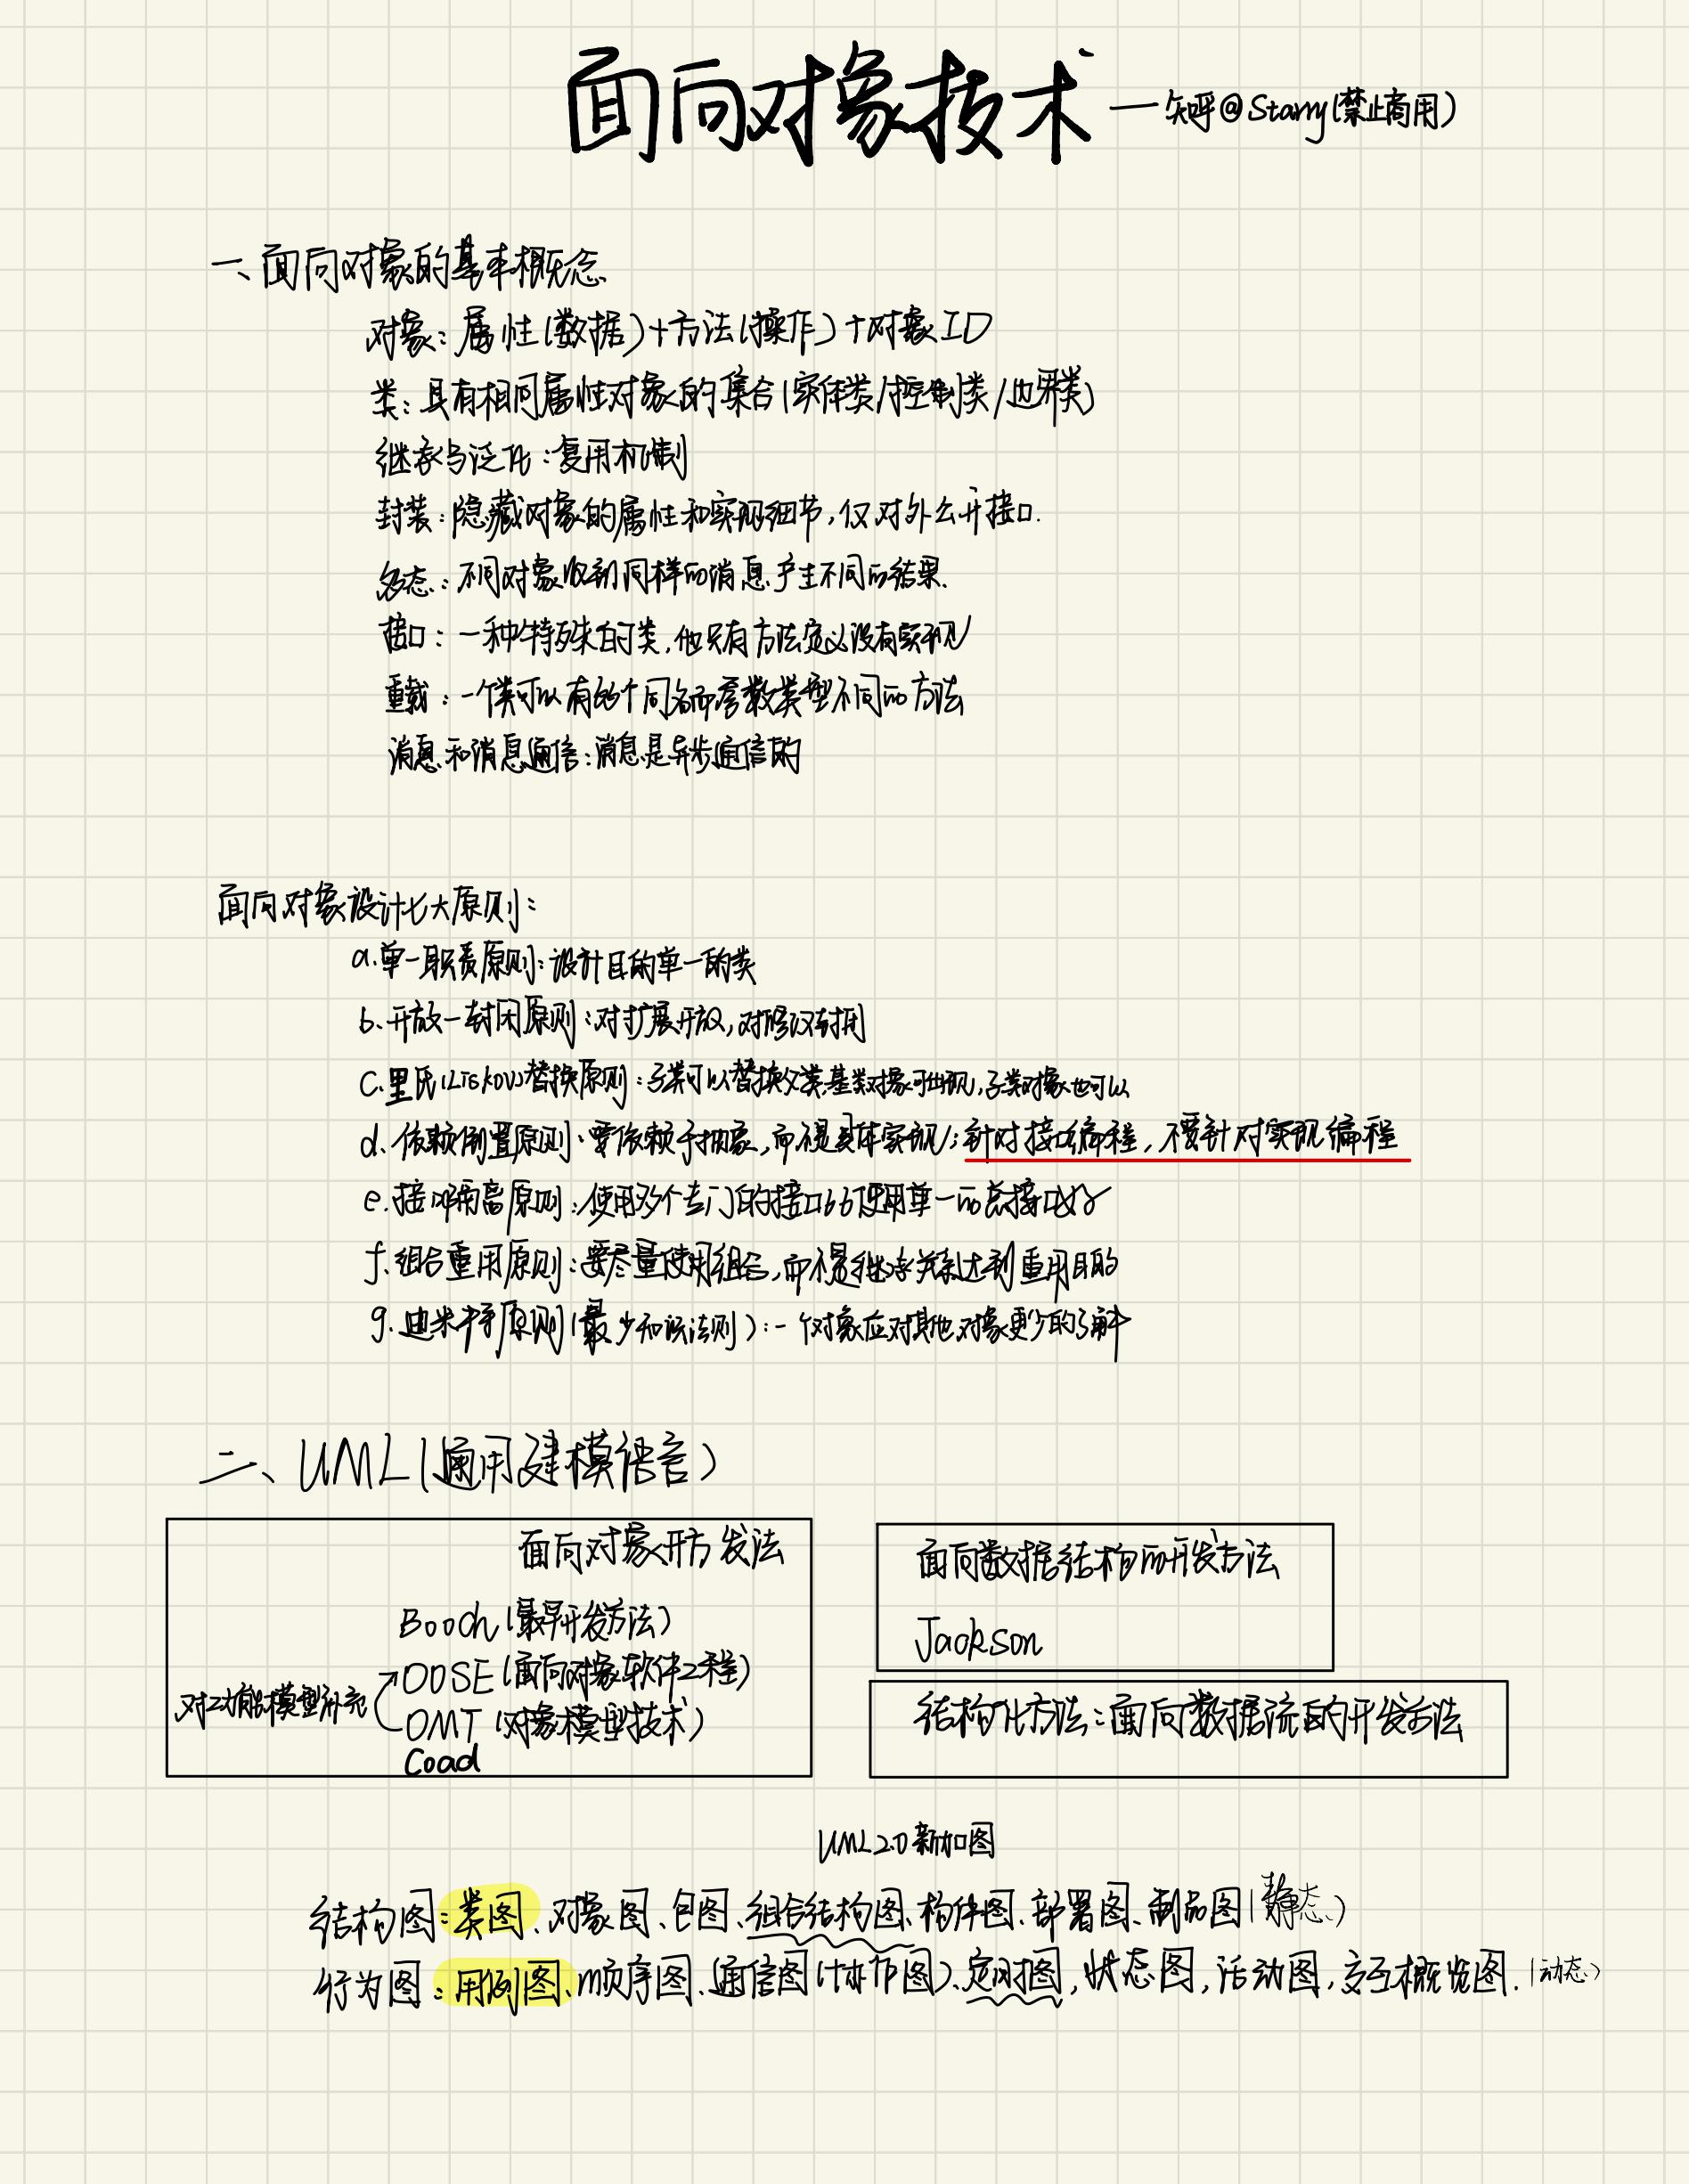 面向对象技术 ——知乎@Starry(禁止商用)
一、面向对象的基本概念
对象：属性(数据)+方法(操作)+对象ID
类：具有相同属性对象的集合(实体类/控制类/边界类)
继承与泛化：复用机制
封装：隐藏对象的属性和实现细节,仅对外公开接口.
多态：不同对象收到同样的消息产生不同的结果.
接口：一种特殊的类,他只有方法定义没有实现
重载：一个类可以有多个同名而参数类型不同的方法
消息和消息通信：消息是异步通信的
面向对象设计七大原则：
a.单一职责原则：设计目的单一的类
b.开放-封闭原则：对扩展开放,对修改封闭
c.里氏(Liskov)替换原则：子类可以替换父类,基类对象可出现,子类对象也可以
d.依赖倒置原则：要依赖于抽象,而不是具体实现；针对接口编程,不要针对实现编程
e.接口隔离原则：使用多个专门的接口比使用单一的总接口好
f.组合重用原则：要尽量使用组合,而不是继承关系达到重用目的
g.迪米特原则(最少知识法则)：一个对象应对其他对象更少的了解
二、UML(通用建模语言)
面向对象开方发法
Booch(最早开发方法)
OOSE(面向对象软件工程)
对功能模型补充
OMT(对象模型技术)
Coad
面向数据结构的开发方法
Jackson
结构化方法：面向数据流的开发方法
UML2.0新加图
结构图：类图、对象图、包图、组合结构图、构件图、部署图、制品图(静态)
行为图：用例图、顺序图、通信图(协作图)、定时图,状态图,活动图,交互概览图.(动态)